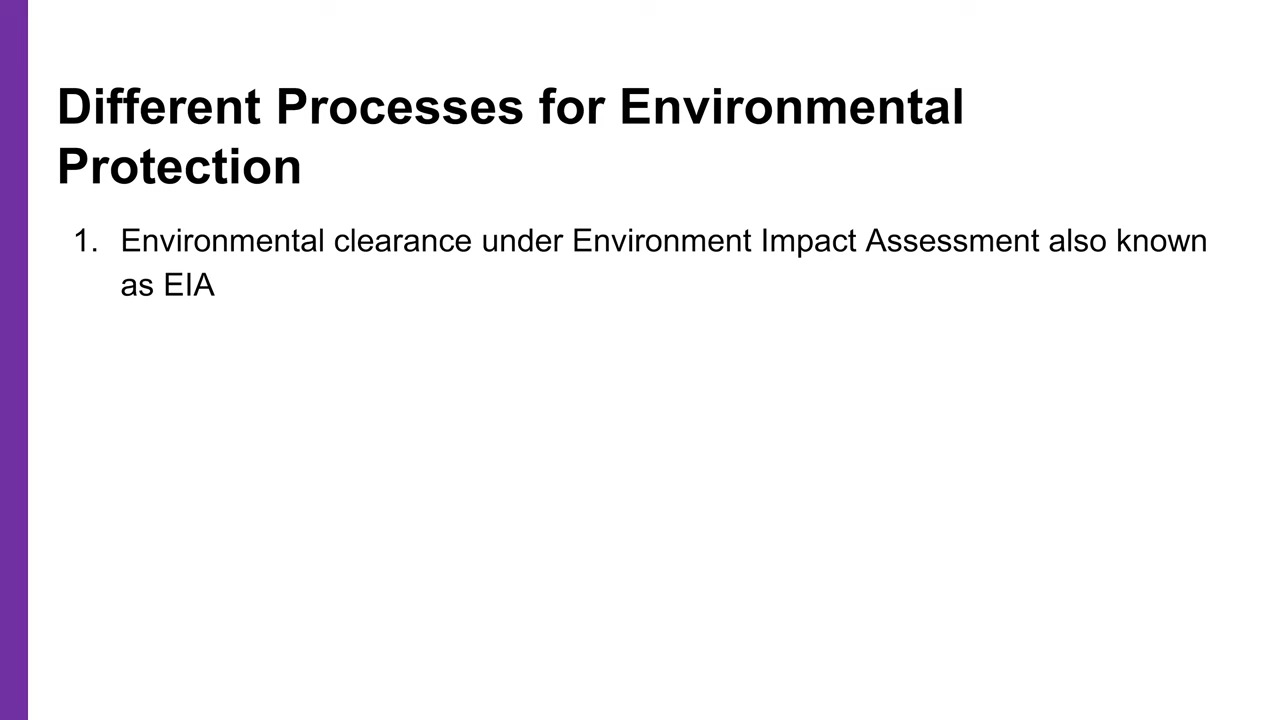 Different Processes for Environmental
Protection
1. Environmental clearance under Environment Impact Assessment also known
as EIA